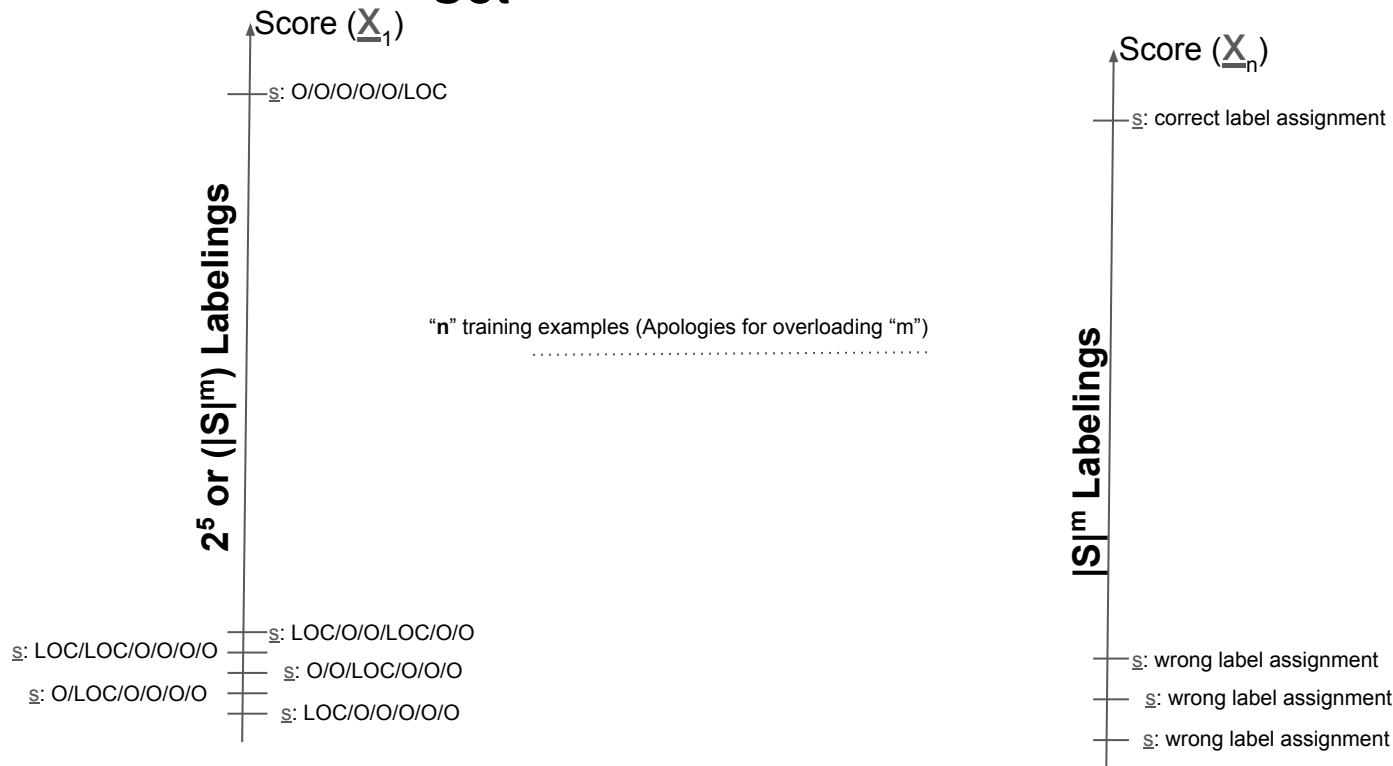 Score (X₁)
s: O/O/O/O/O/LOC
2⁵ or (|S|ᵐ) Labelings
s: LOC/O/O/LOC/O/O
s: LOC/LOC/O/O/O/O
s: O/O/LOC/O/O/O
s: O/LOC/O/O/O/O
s: LOC/O/O/O/O/O
“n” training examples (Apologies for overloading “m”)
Score (Xₙ)
s: correct label assignment
|S|ᵐ Labelings
s: wrong label assignment
s: wrong label assignment
s: wrong label assignment